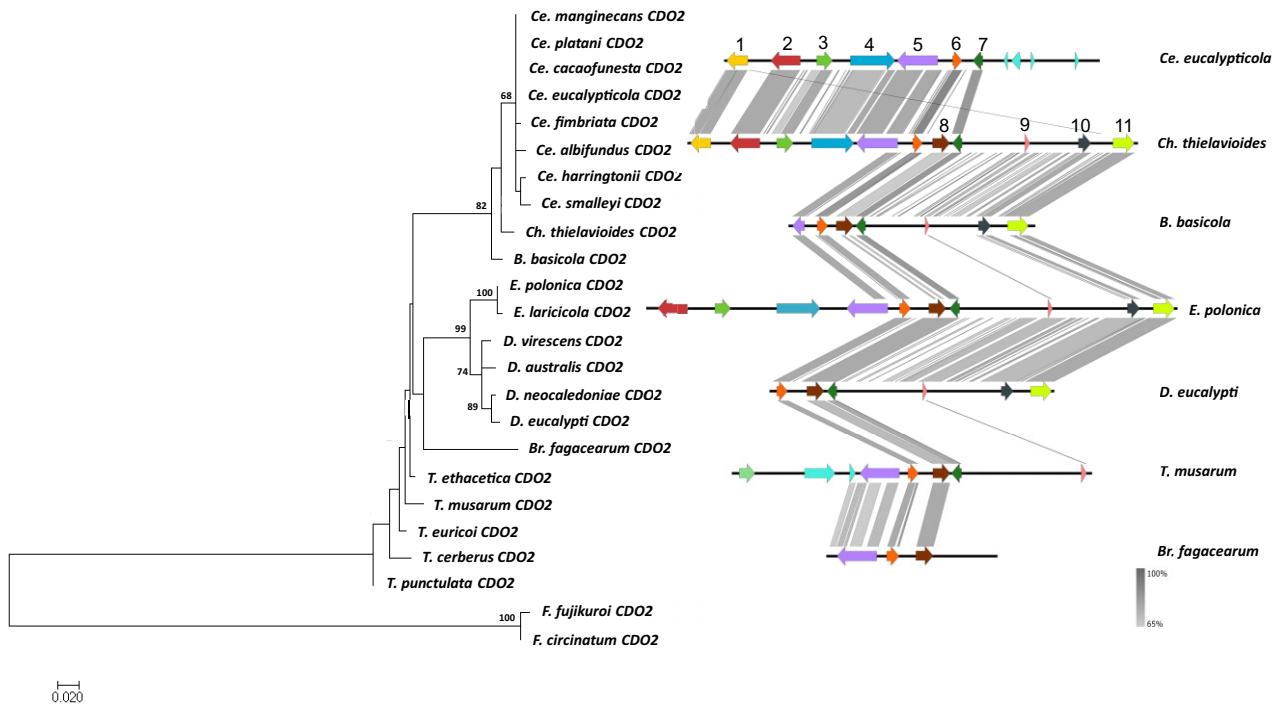 Ce. manginecans CDO2
Ce. platani CDO2
Ce. cacaofunesta CDO2
Ce. eucalypticola CDO2
Ce. fimbriata CDO2
Ce. albifundus CDO2
Ce. harringtonii CDO2
Ce. smalleyi CDO2
Ch. thielavioides CDO2
B. basicola CDO2
E. polonica CDO2
E. laricicola CDO2
D. virescens CDO2
D. australis CDO2
D. neocaledoniae CDO2
D. eucalypti CDO2
Br. fagacearum CDO2
T. ethacetica CDO2
T. musarum CDO2
T. euricoi CDO2
T. cerberus CDO2
T. punctulata CDO2
F. fujikuroi CDO2
F. circinatum CDO2
68
82
100
99
74
89
100
0.020
1 2 3 4 5 6 7
Ce. eucalypticola
8 9 10 11
Ch. thielavioides
B. basicola
E. polonica
D. eucalypti
T. musarum
Br. fagacearum
100%
65%